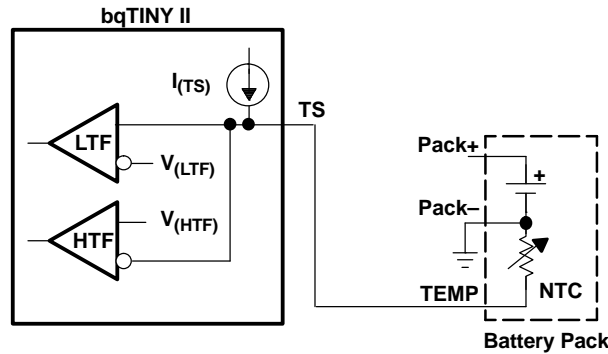 bqTINY II
I(TS)
TS
LTF
V(LTF)
V(HTF)
HTF
Pack+
+
Pack–
TEMP
NTC
Battery Pack